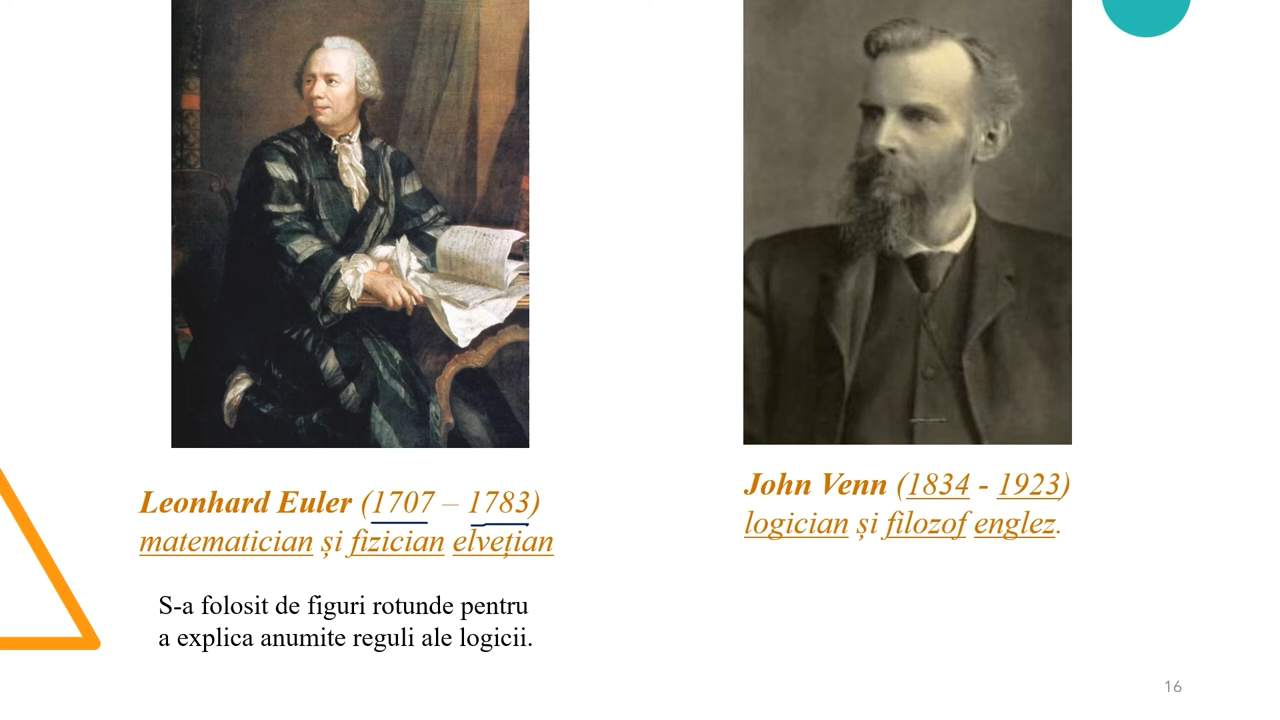 Leonhard Euler (1707 – 1783)
matematician și fizician elvețian
S-a folosit de figuri rotunde pentru
a explica anumite reguli ale logicii.
John Venn (1834 - 1923)
logician și filozof englez.
16